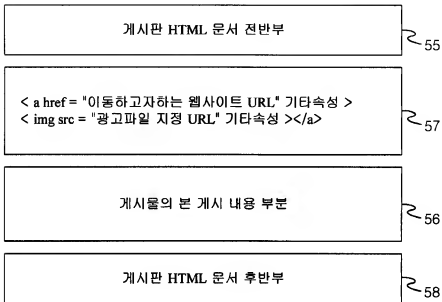 게시판 HTML 문서 전반부
55
< a href = "이동하고자하는 웹사이트 URL" 기타속성 >
< img src = "광고파일 지정 URL" 기타속성 ></a>
57
게시물의 본 게시 내용 부분
56
게시판 HTML 문서 후반부
58